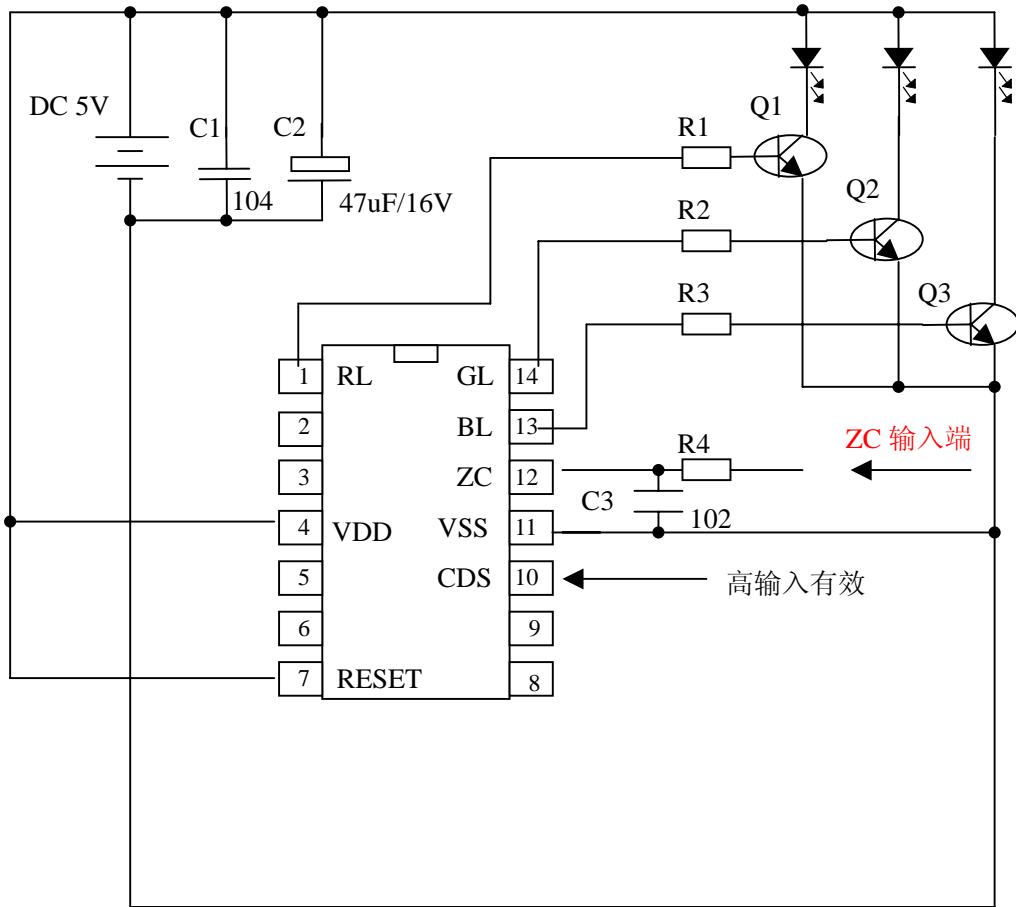 DC 5V
C1
C2
104
47uF/16V
Q1
R1
Q2
R2
Q3
R3
1 RL GL 14
2 BL 13
3 ZC 12
4 VDD VSS 11
5 CDS 10
6 9
7 RESET 8
R4
ZC 输入端
C3
102
高输入有效